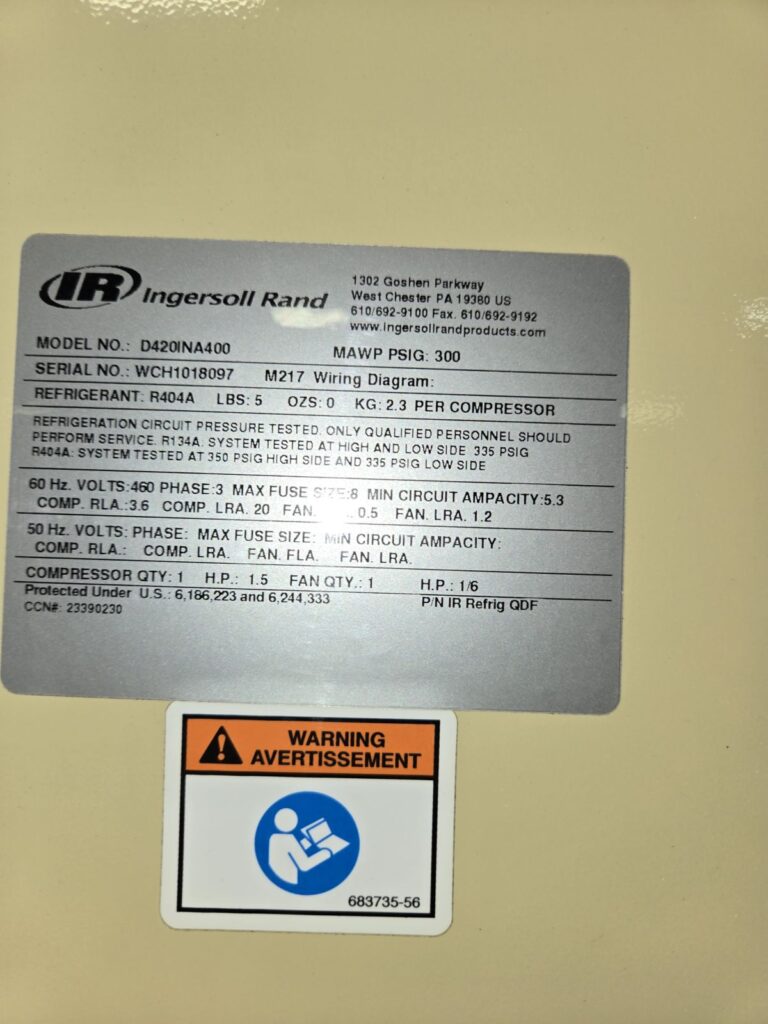 IR Ingersoll Rand
1302 Goshen Parkway
West Chester PA 19380 US
610/692-9100 Fax. 610/692-9192
www.ingersollrandproducts.com
MODEL NO.: D420INA400 MAWP PSIG: 300
SERIAL NO.: WCH1018097 M217 Wiring Diagram:
REFRIGERANT: R404A LBS: 5 OZS: 0 KG: 2.3 PER COMPRESSOR
REFRIGERATION CIRCUIT PRESSURE TESTED. ONLY QUALIFIED PERSONNEL SHOULD
PERFORM SERVICE. R134A: SYSTEM TESTED AT HIGH AND LOW SIDE 335 PSIG
R404A: SYSTEM TESTED AT 350 PSIG HIGH SIDE AND 335 PSIG LOW SIDE
60 Hz. VOLTS:460 PHASE:3 MAX FUSE SIZE:8 MIN CIRCUIT AMPACITY:5.3
COMP. RLA.:3.6 COMP. LRA. 20 FAN. 0.5 FAN. LRA. 1.2
50 Hz. VOLTS: PHASE: MAX FUSE SIZE: MIN CIRCUIT AMPACITY:
COMP. RLA.: COMP. LRA. FAN. FLA. FAN. LRA.
COMPRESSOR QTY: 1 H.P.: 1.5 FAN QTY.: 1 H.P.: 1/6
Protected Under U.S.: 6,186,223 and 6,244,333 P/N IR Refrig QDF
CCN#: 23390230
WARNING
AVERTISSEMENT
683735-56